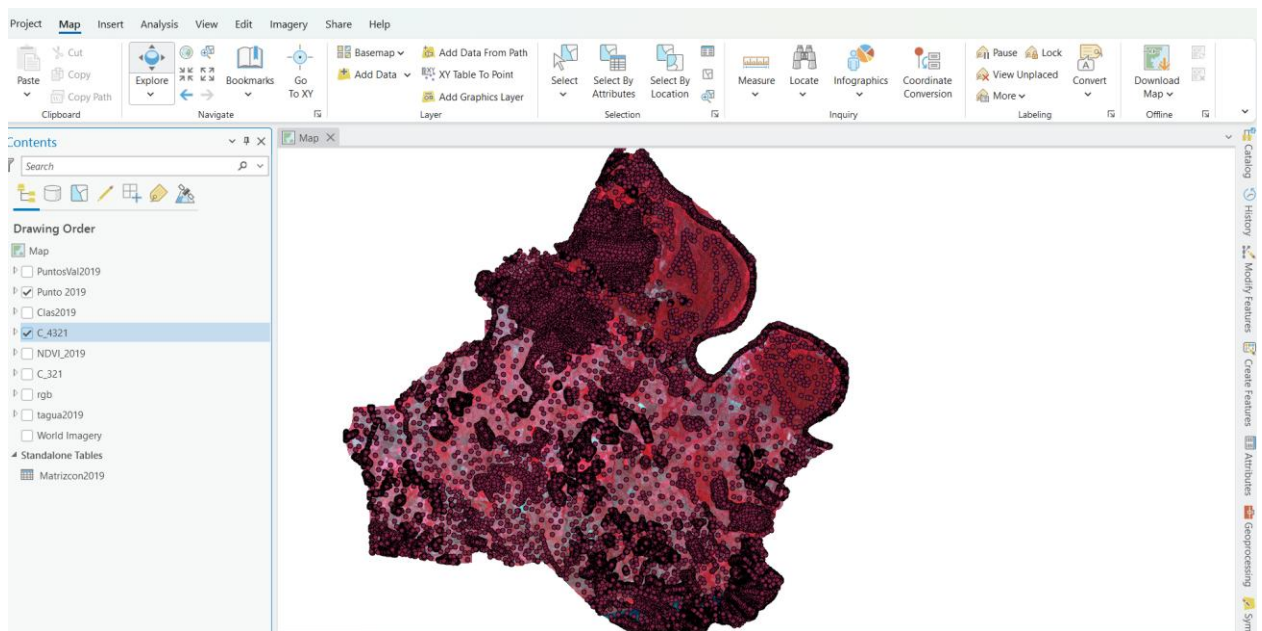 Project Map Insert Analysis View Edit Imagery Share Help
Paste
Cut
Copy
Copy Path
Clipboard
Explore
Bookmarks
Go To XY
Navigate
Basemap
Add Data
Add Data From Path
XY Table To Point
Add Graphics Layer
Layer
Select
Select By Attributes
Select By Location
Selection
Measure
Locate
Infographics
Coordinate Conversion
Inquiry
Pause
Lock
View Unplaced
More
Convert
Labeling
Download Map
Offline
Contents
Search
Drawing Order
Map
PuntosVal2019
Punto 2019
Clas2019
C_4321
NDVI_2019
C_321
rgb
tagua2019
World Imagery
Standalone Tables
Matrizcon2019
Map
Catalog
History
Modify Features
Create Features
Attributes
Geoprocessing
Sym